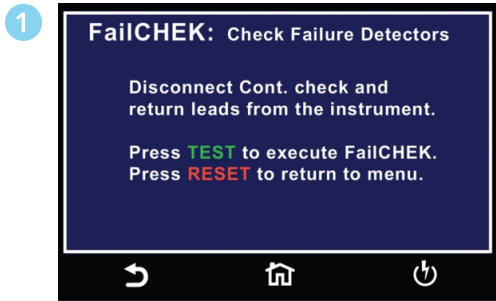 1
FailCHEK: Check Failure Detectors
Disconnect Cont. check and
return leads from the instrument.
Press TEST to execute FailCHEK.
Press RESET to return to menu.